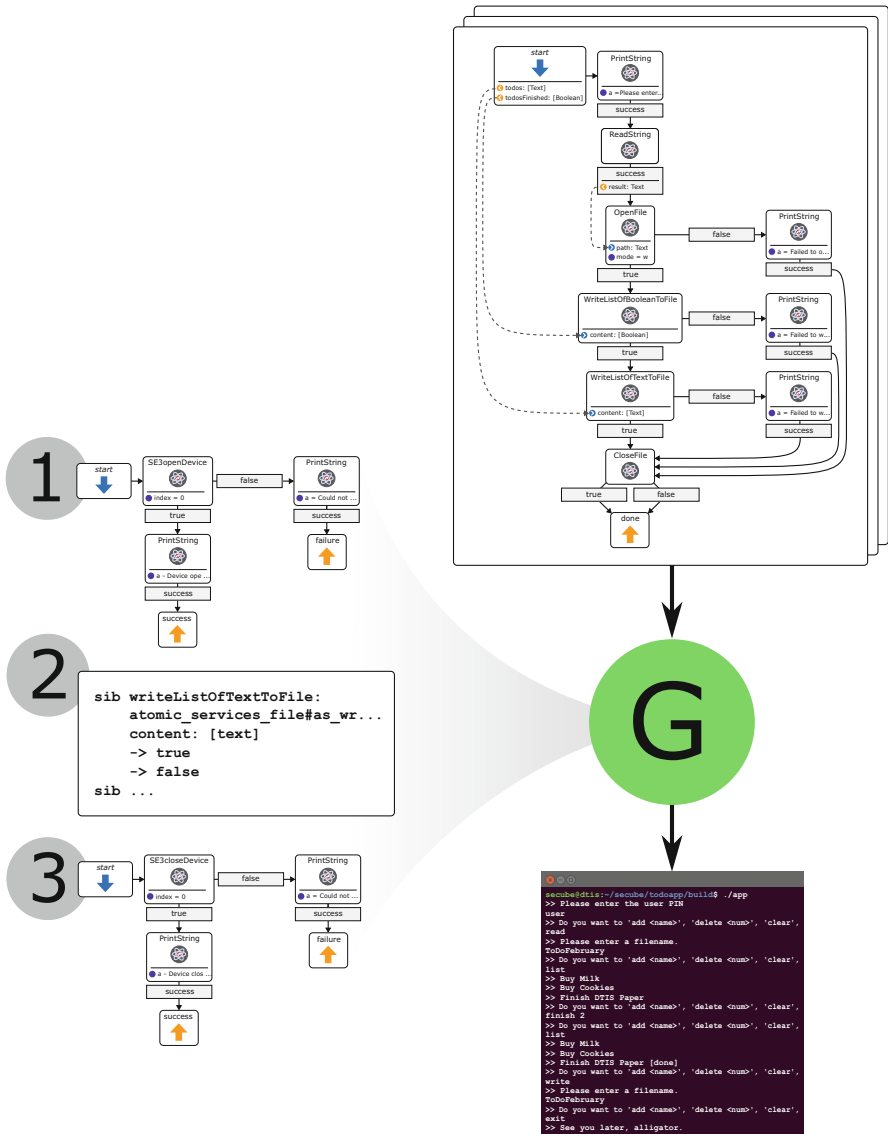 start
todos: [Text]
todosFinished: [Boolean]
PrintString
a =Please enter...
success
ReadString
success
result: Text
OpenFile
path: Text
mode = w
false
PrintString
a = Failed to o...
success
true
WriteListOfBooleanToFile
content: [Boolean]
false
PrintString
a = Failed to w...
success
true
WriteListOfTextToFile
content: [Text]
false
PrintString
a = Failed to w...
success
true
CloseFile
true
false
done
1
start
SE3openDevice
index = 0
false
PrintString
a = Could not ...
success
failure
true
PrintString
a - Device ope ...
success
success
2
sib writeListOfTextToFile:
atomic_services_file#as_wr...
content: [text]
-> true
-> false
sib ...
G
3
start
SE3closeDevice
index = 0
false
PrintString
a = Could not ...
success
failure
true
PrintString
a - Device clos ...
success
success
secube@dtis:~/secube/todoapp/build$ ./app
>> Please enter the user PIN
user
>> Do you want to 'add <name>', 'delete <num>', 'clear',
read
>> Please enter a filename.
ToDoFebruary
>> Do you want to 'add <name>', 'delete <num>', 'clear',
list
>> Buy Milk
>> Buy Cookies
>> Finish DTIS Paper
>> Do you want to 'add <name>', 'delete <num>', 'clear',
finish 2
>> Do you want to 'add <name>', 'delete <num>', 'clear',
list
>> Buy Milk
>> Buy Cookies
>> Finish DTIS Paper [done]
>> Do you want to 'add <name>', 'delete <num>', 'clear',
write
>> Please enter a filename.
ToDoFebruary
>> Do you want to 'add <name>', 'delete <num>', 'clear',
exit
>> See you later, alligator.